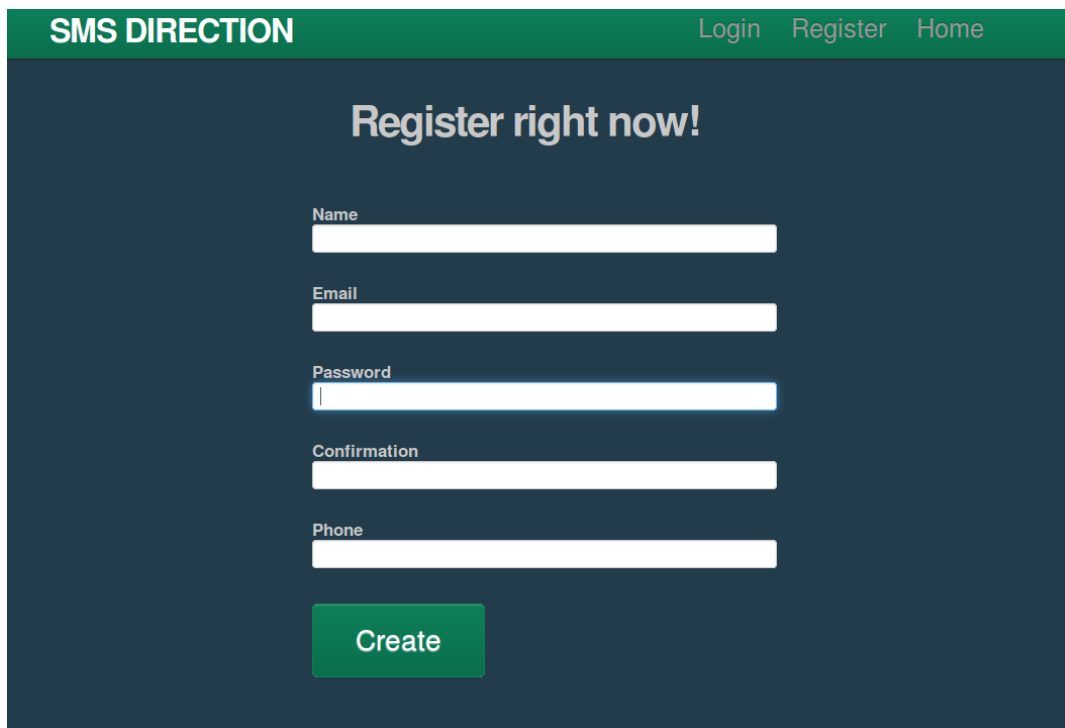 SMS DIRECTION Login Register Home
Register right now!
Name
Email
Password
Confirmation
Phone
Create